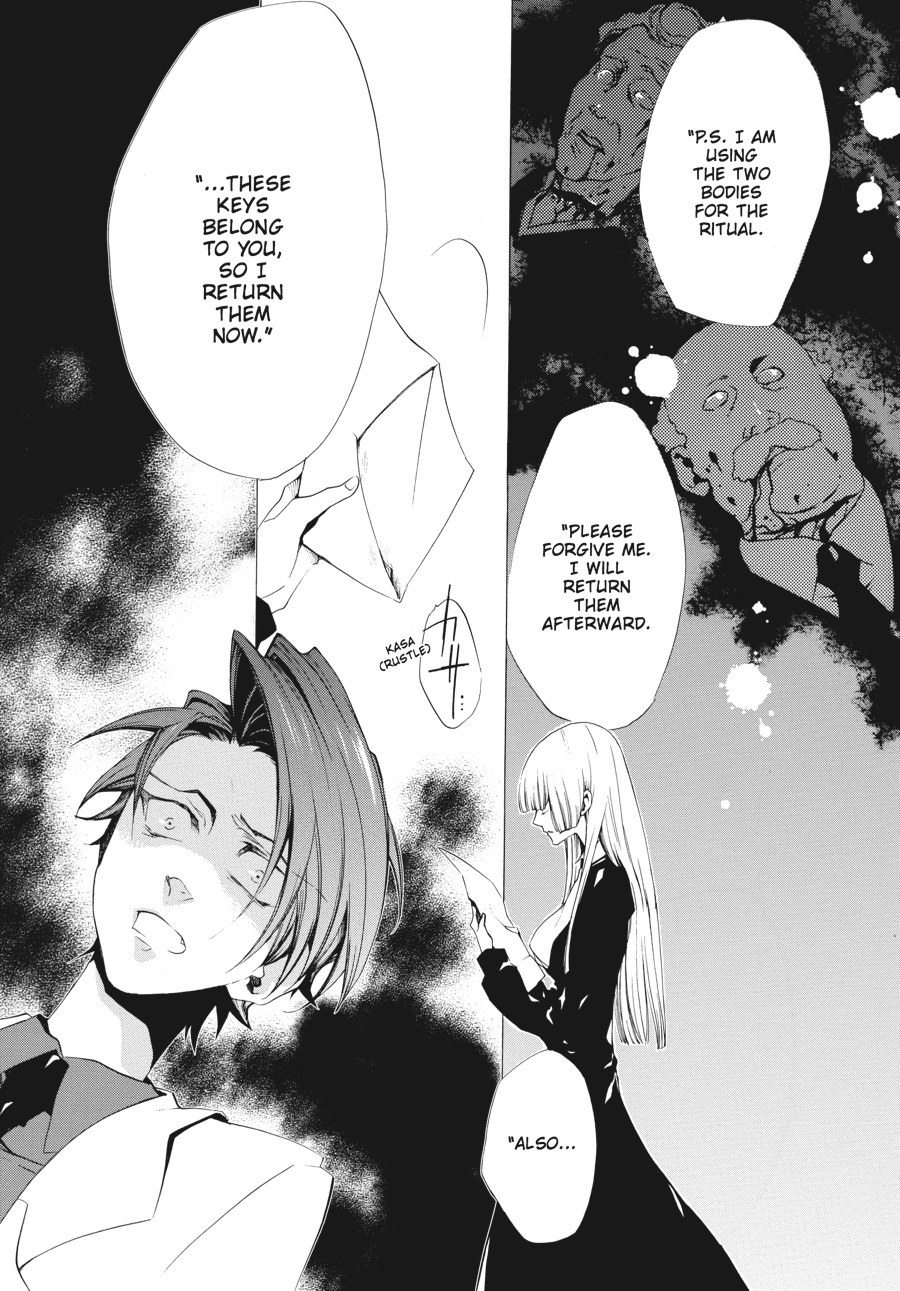 "P.S. I AM
USING
THE TWO
BODIES
FOR THE
RITUAL.
"PLEASE
FORGIVE ME.
I WILL
RETURN
THEM
AFTERWARD.
"ALSO...
カサ…
KASA
(RUSTLE)
"...THESE
KEYS
BELONG
TO YOU,
SO I
RETURN
THEM
NOW."